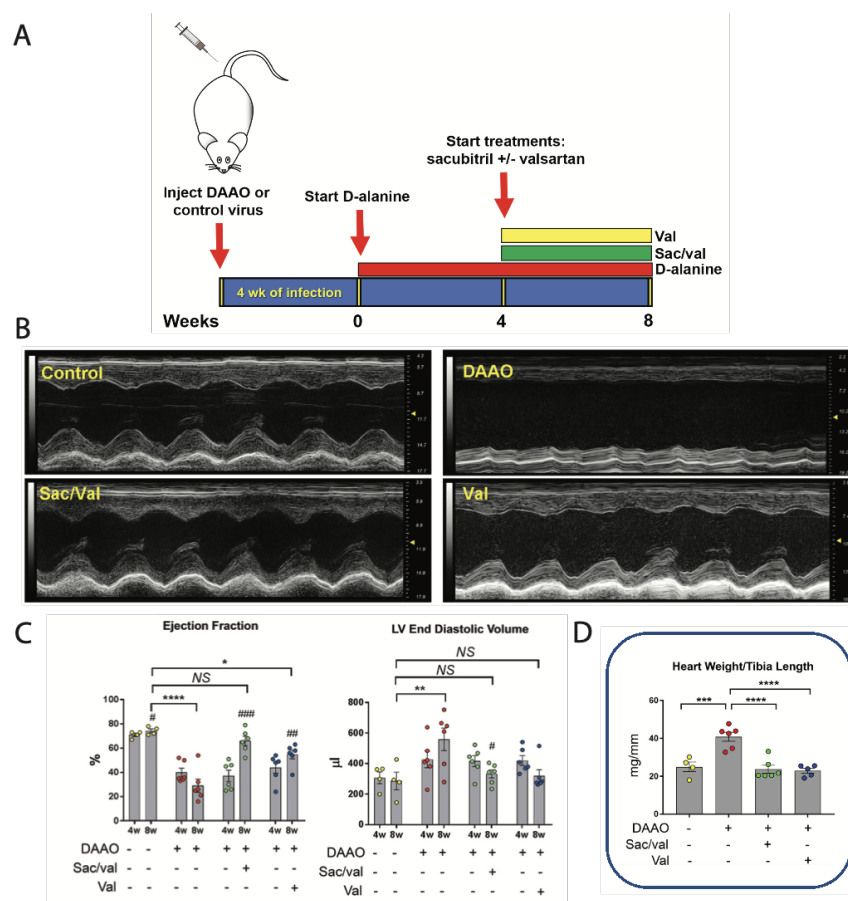 A
Inject DAAO or
control virus
Start D-alanine
Start treatments:
sacubitril +/- valsartan
Val
Sac/val
D-alanine
4 wk of infection
Weeks 0 4 8
B
Control
DAAO
Sac/Val
Val
C
Ejection Fraction
*
NS
****
# ### ##
100
80
60
40
20
0
%
4w 8w 4w 8w 4w 8w 4w 8w
DAAO - - + + + + + +
Sac/val - - - - - + - -
Val - - - - - - - +
LV End Diastolic Volume
NS
NS
**
#
800
600
400
200
0
µl
4w 8w 4w 8w 4w 8w 4w 8w
DAAO - - + + + + + +
Sac/val - - - - - + - -
Val - - - - - - - +
D
Heart Weight/Tibia Length
****
*** ****
60
40
20
0
mg/mm
DAAO - + + +
Sac/val - - + -
Val - - - +